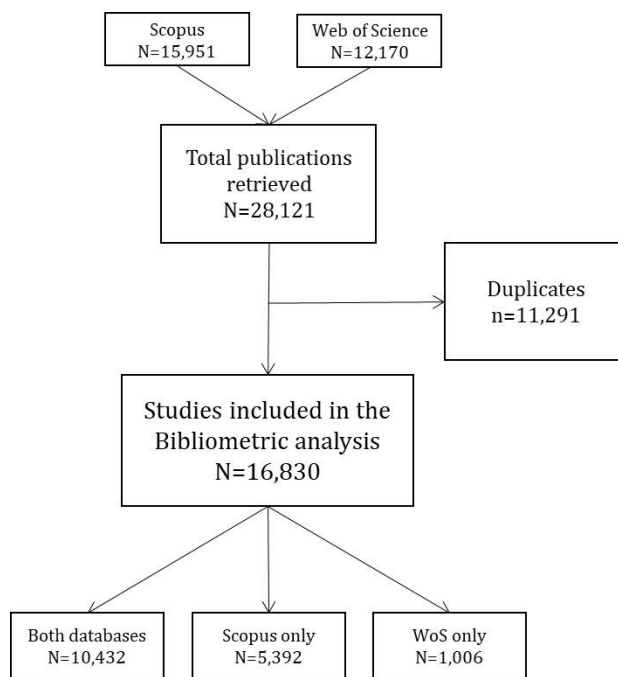 Scopus
N=15,951
Web of Science
N=12,170
Total publications
retrieved
N=28,121
Duplicates
n=11,291
Studies included in the
Bibliometric analysis
N=16,830
Both databases
N=10,432
Scopus only
N=5,392
WoS only
N=1,006